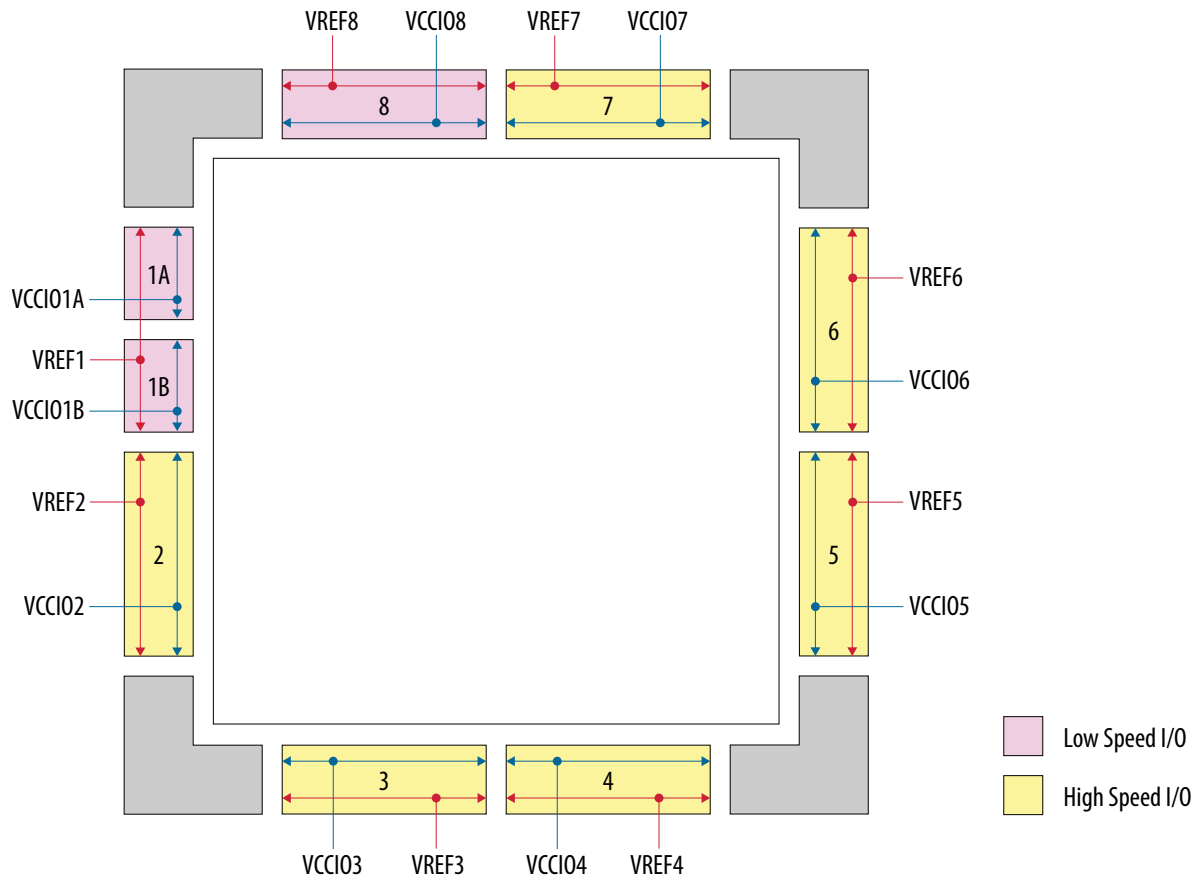 VREF8
VCCIO8
VREF7
VCCIO7
8
7
1A
VCCIO1A
VREF1
1B
VCCIO1B
VREF2
2
VCCIO2
6
VREF6
VCCIO6
VREF5
5
VCCIO5
3
4
VCCIO3
VREF3
VCCIO4
VREF4
Low Speed I/O
High Speed I/O